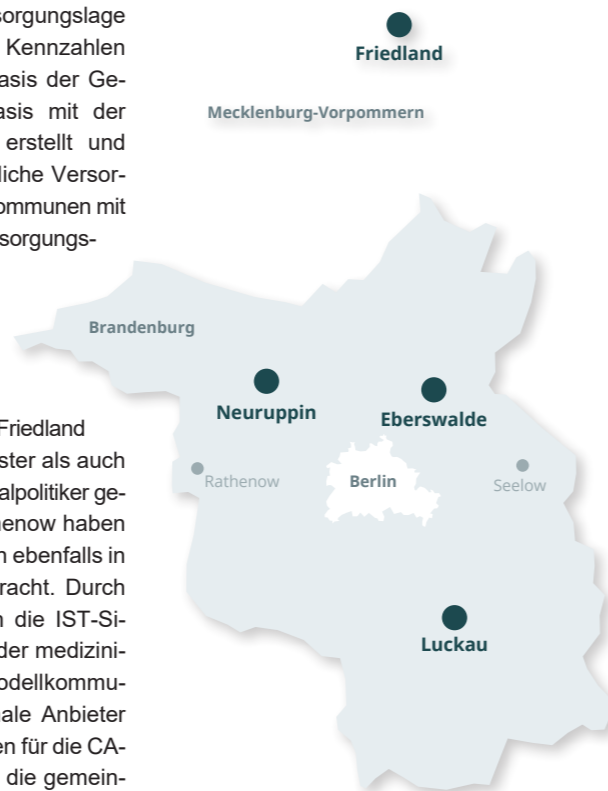 sorgungslage
Kennzahlen
asis der Ge-
asis mit der
erstellt und
liche Versor-
ommunen mit
sorgungs-
Friedland
ster als auch
alpolitiker ge-
henow haben
n ebenfalls in
racht. Durch
n die IST-Si-
der medizini-
odellkommu-
ale Anbieter
en für die CA-
die gemein-
Friedland
Mecklenburg-Vorpommern
Brandenburg
Neuruppin
Eberswalde
Rathenow
Berlin
Seelow
Luckau